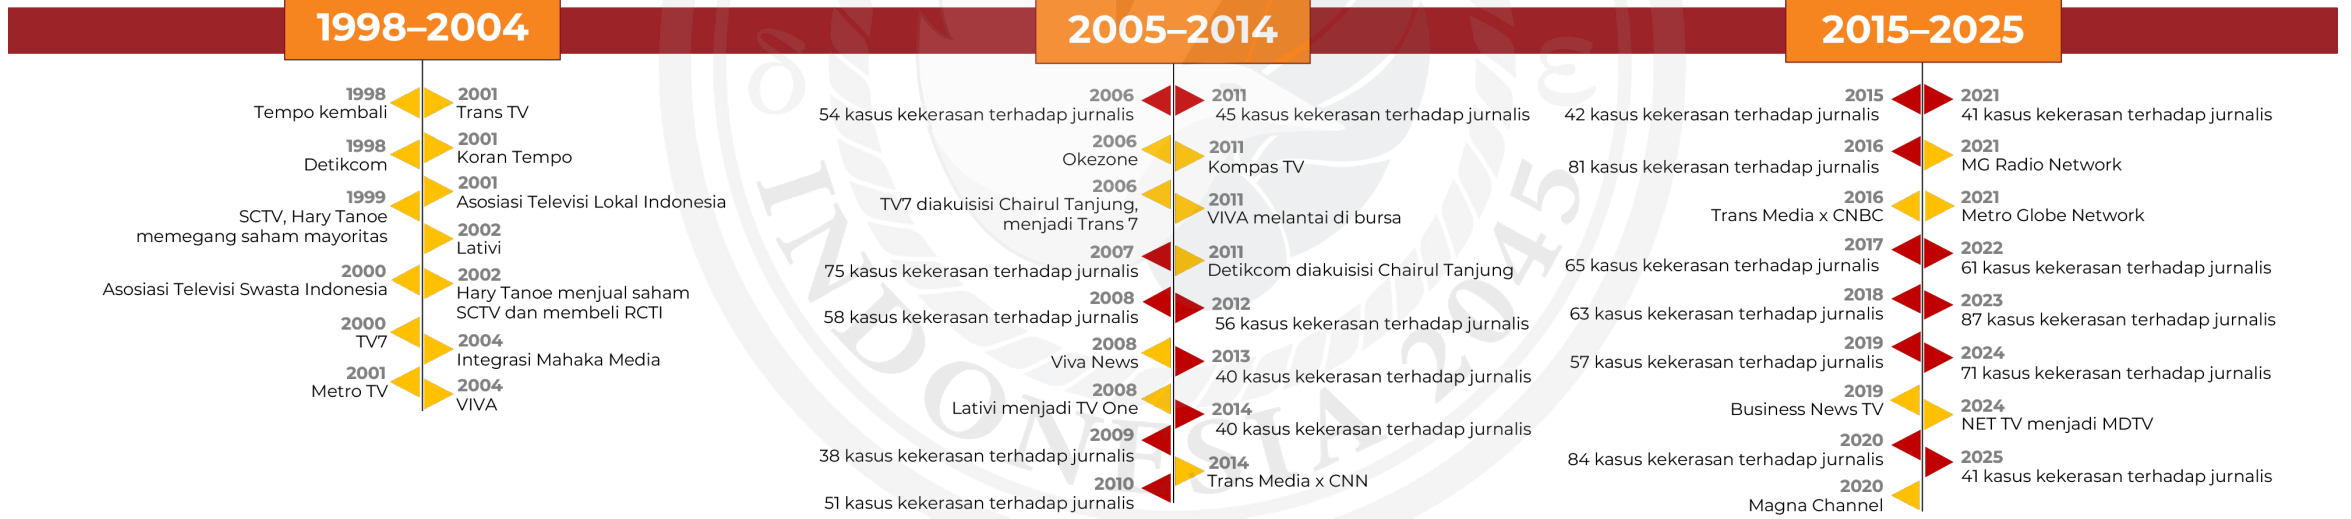 1998–2004
1998
Tempo kembali
1998
Detikcom
1999
SCTV, Hary Tanoe
memegang saham mayoritas
2000
Asosiasi Televisi Swasta Indonesia
2000
TV7
2001
Metro TV
2001
Trans TV
2001
Koran Tempo
2001
Asosiasi Televisi Lokal Indonesia
2002
Lativi
2002
Hary Tanoe menjual saham
SCTV dan membeli RCTI
2004
Integrasi Mahaka Media
2004
VIVA
2005–2014
2006
54 kasus kekerasan terhadap jurnalis
2006
Okezone
2006
TV7 diakuisisi Chairul Tanjung,
menjadi Trans 7
2007
75 kasus kekerasan terhadap jurnalis
2008
58 kasus kekerasan terhadap jurnalis
2008
Viva News
2008
Lativi menjadi TV One
2009
38 kasus kekerasan terhadap jurnalis
2010
51 kasus kekerasan terhadap jurnalis
2011
45 kasus kekerasan terhadap jurnalis
2011
Kompas TV
2011
VIVA melantai di bursa
2011
Detikcom diakuisisi Chairul Tanjung
2012
56 kasus kekerasan terhadap jurnalis
2013
40 kasus kekerasan terhadap jurnalis
2014
40 kasus kekerasan terhadap jurnalis
2014
Trans Media x CNN
2015–2025
2015
42 kasus kekerasan terhadap jurnalis
2016
81 kasus kekerasan terhadap jurnalis
2016
Trans Media x CNBC
2017
65 kasus kekerasan terhadap jurnalis
2018
63 kasus kekerasan terhadap jurnalis
2019
57 kasus kekerasan terhadap jurnalis
2019
Business News TV
2020
84 kasus kekerasan terhadap jurnalis
2020
Magna Channel
2021
41 kasus kekerasan terhadap jurnalis
2021
MG Radio Network
2021
Metro Globe Network
2022
61 kasus kekerasan terhadap jurnalis
2023
87 kasus kekerasan terhadap jurnalis
2024
71 kasus kekerasan terhadap jurnalis
2024
NET TV menjadi MDTV
2025
41 kasus kekerasan terhadap jurnalis
δ ε
INDONESIA 2045